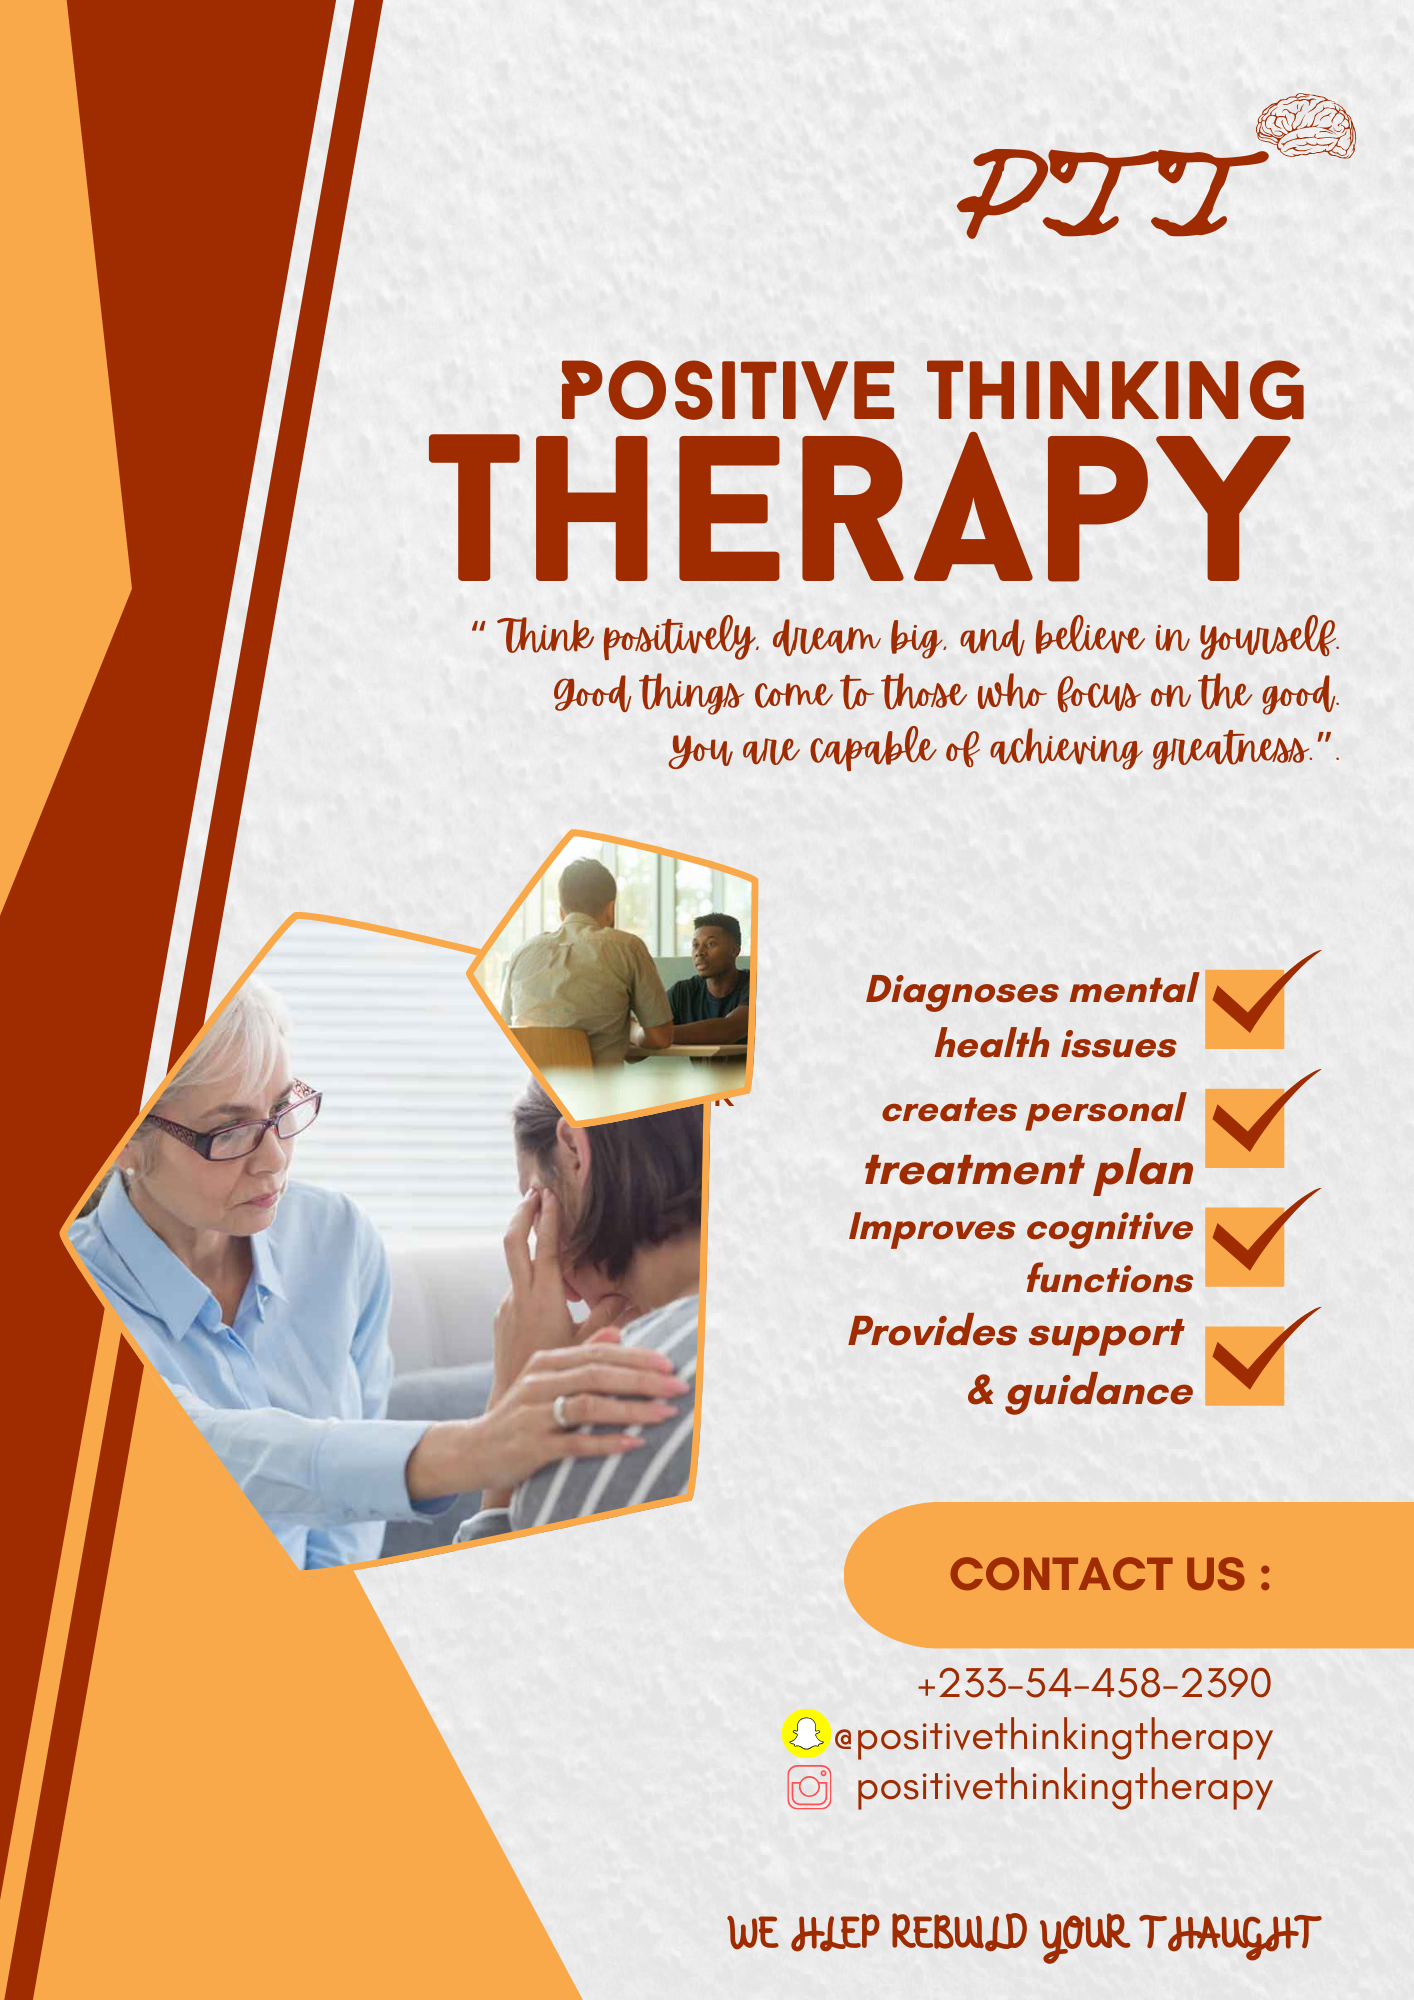 PTT
POSITIVE THINKING
THERAPY
“ Think positively, dream big, and believe in yourself.
Good things come to those who focus on the good.
You are capable of achieving greatness.”.
Diagnoses mental
health issues
creates personal
treatment plan
Improves cognitive
functions
Provides support
& guidance
CONTACT US :
+233-54-458-2390
@positivethinkingtherapy
positivethinkingtherapy
WE HLEP REBUILD YOUR THAUGHT